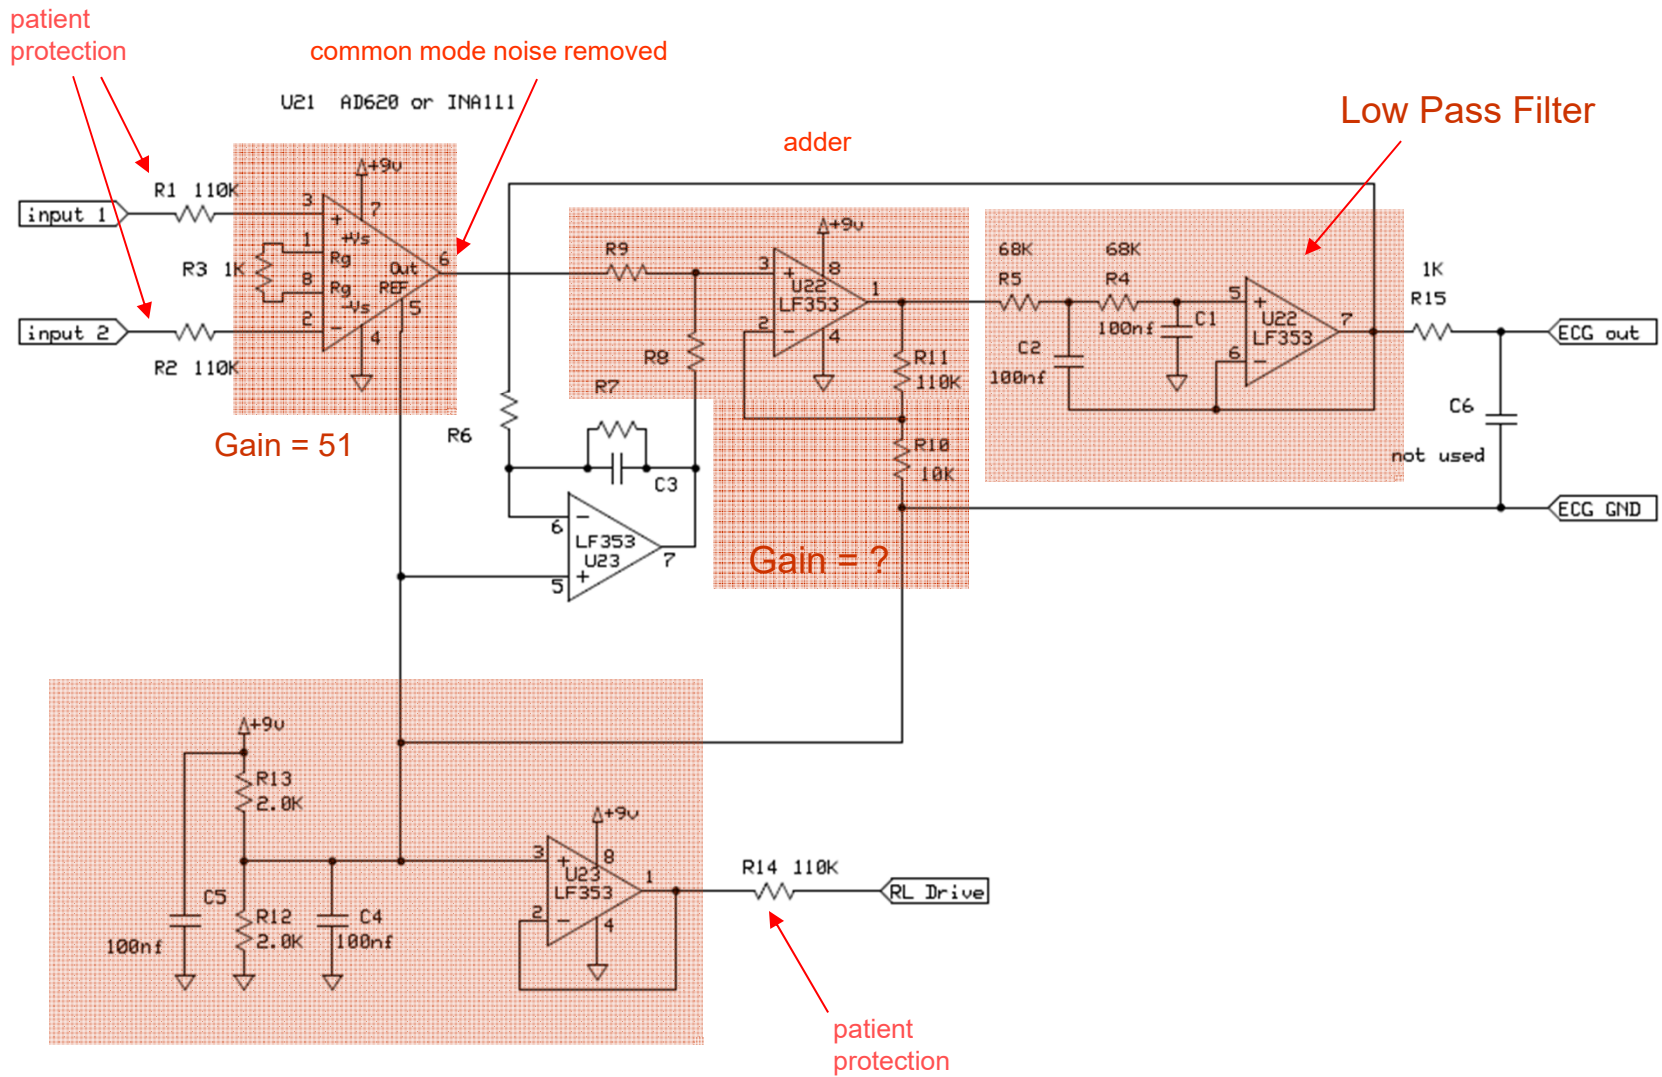 patient
protection
common mode noise removed
U21 AD620 or INA111
Low Pass Filter
adder
+9v
R1 110K
input 1
3
+
7
+Vs
1
Rg
R3 1K
8
Rg
Out
REF
6
5
-Vs
input 2
2
−
4
R2 110K
Gain = 51
R9
+9v
3
+
8
U22
LF353
1
2
−
4
R8
R11
110K
R10
10K
Gain = ?
68K
R5
68K
R4
C2
100nf
100nf
C1
5
+
U22
LF353
7
6
−
1K
R15
ECG out
C6
not used
ECG GND
R6
R7
C3
6
−
LF353
U23
7
5
+
+9v
R13
2.0K
C5
100nf
R12
2.0K
C4
100nf
+9v
3
+
8
U23
LF353
1
2
−
4
R14 110K
RL Drive
patient
protection